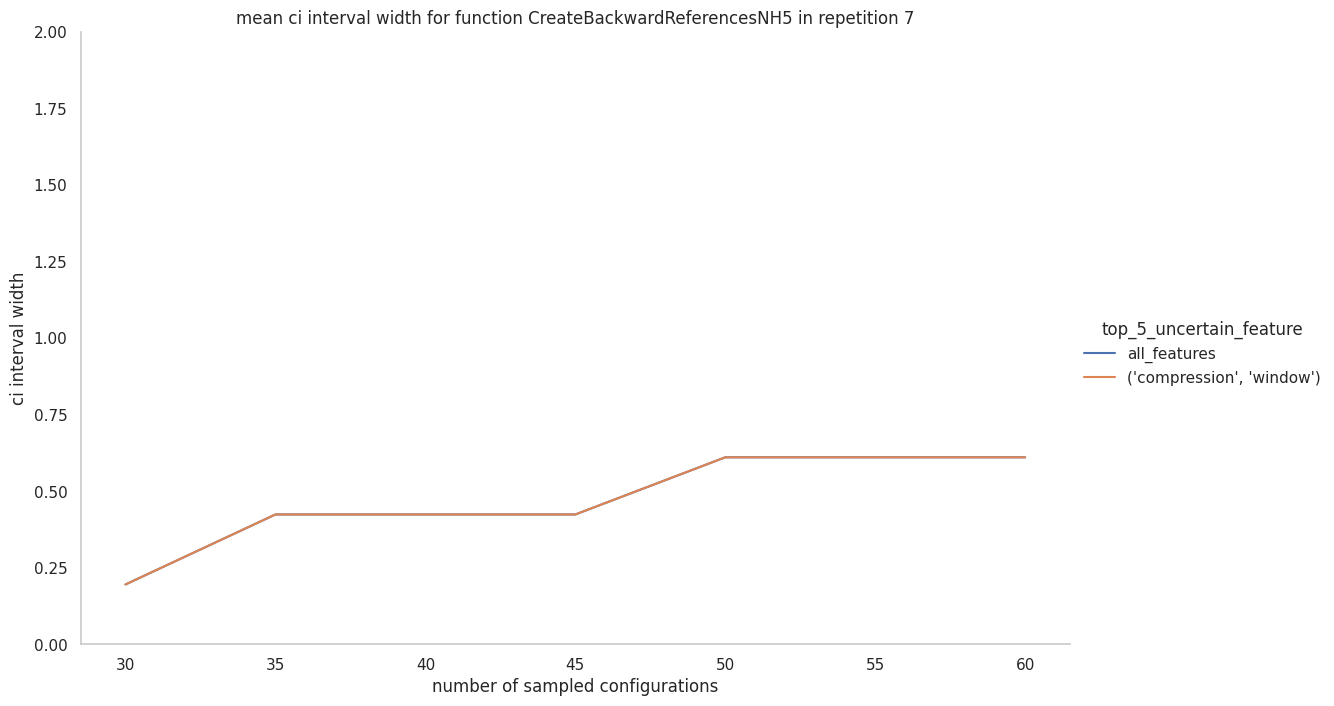 mean ci interval width for function CreateBackwardReferencesNH5 in repetition 7
2.00
1.75
1.50
1.25
1.00
0.75
0.50
0.25
0.00
ci interval width
30 35 40 45 50 55 60
number of sampled configurations
top_5_uncertain_feature
all_features
('compression', 'window')